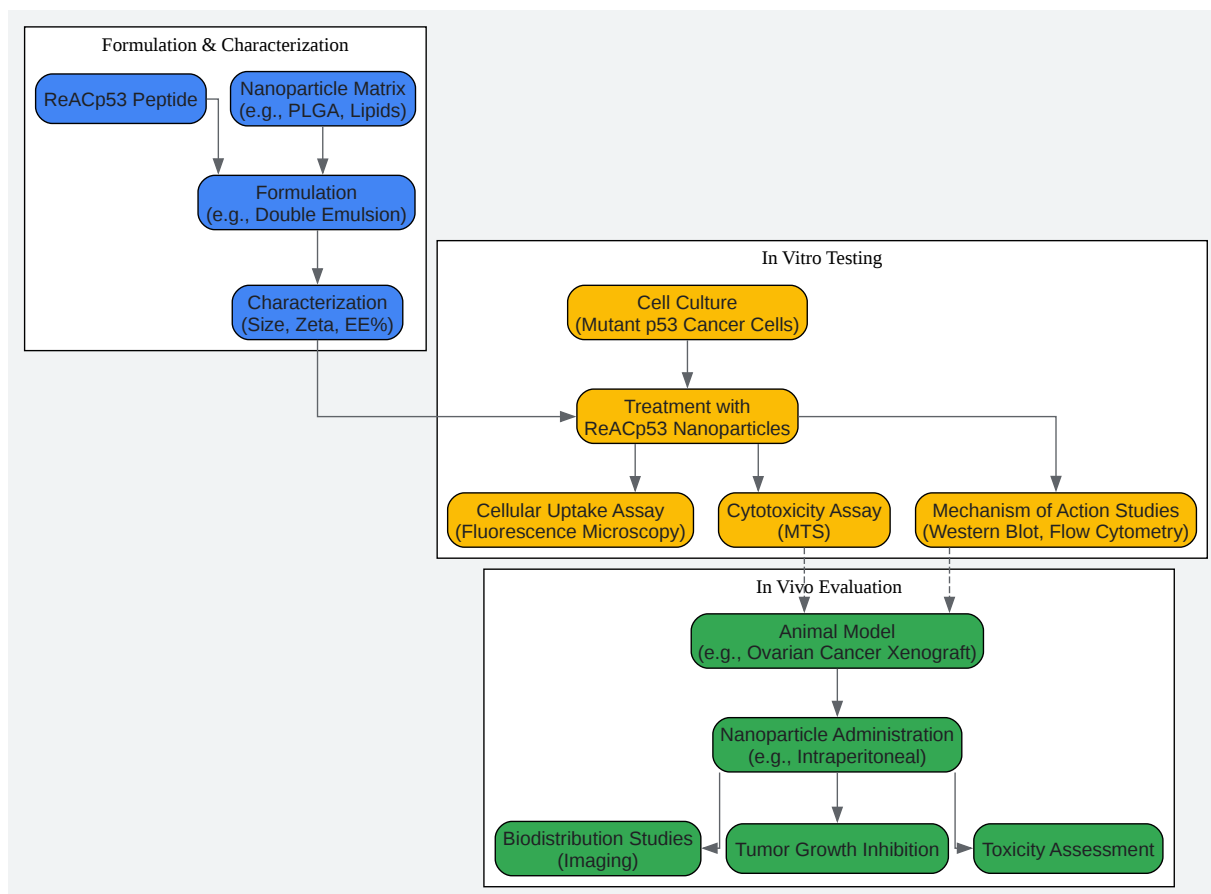 Formulation & Characterization
ReACp53 Peptide
Nanoparticle Matrix
(e.g., PLGA, Lipids)
Formulation
(e.g., Double Emulsion)
Characterization
(Size, Zeta, EE%)
In Vitro Testing
Cell Culture
(Mutant p53 Cancer Cells)
Treatment with
ReACp53 Nanoparticles
Cellular Uptake Assay
(Fluorescence Microscopy)
Cytotoxicity Assay
(MTS)
Mechanism of Action Studies
(Western Blot, Flow Cytometry)
In Vivo Evaluation
Animal Model
(e.g., Ovarian Cancer Xenograft)
Nanoparticle Administration
(e.g., Intraperitoneal)
Biodistribution Studies
(Imaging)
Tumor Growth Inhibition
Toxicity Assessment